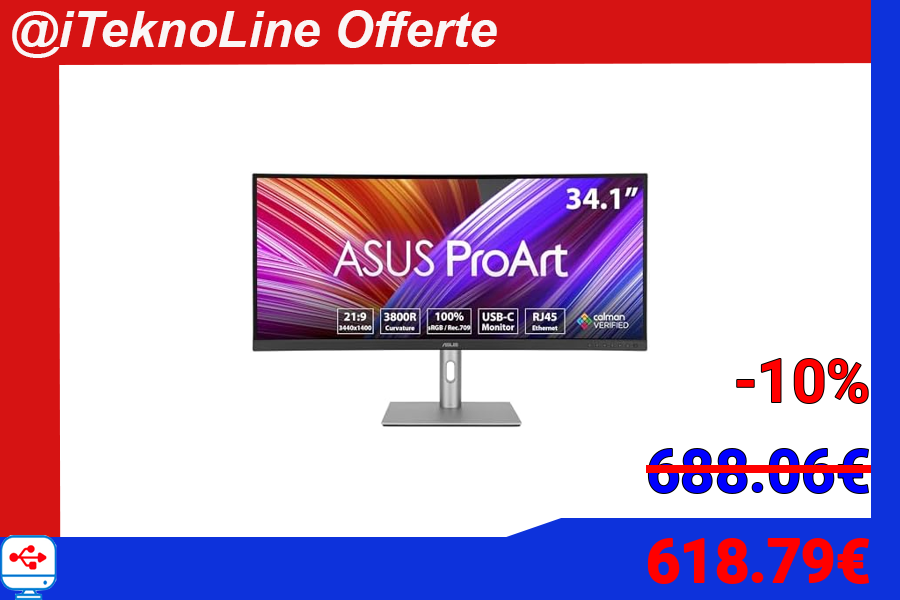 @iTeknoLine Offerte
34.1"
ASUS ProArt
21:9
3440x1400
3800R
Curvature
100%
sRGB / Rec.709
USB-C
Monitor
RJ45
Ethernet
calman
VERIFIED
ASUS
-10%
688.06€
618.79€